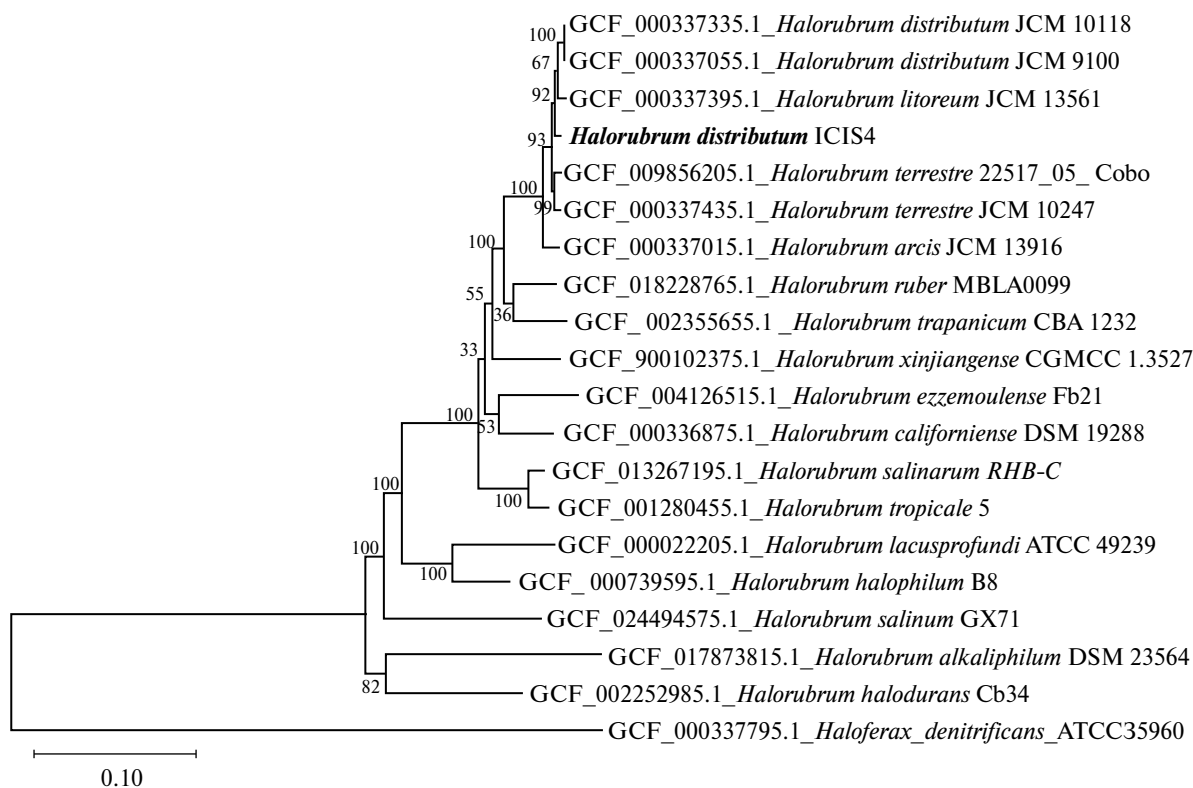 100
GCF_000337335.1_Halorubrum distributum JCM 10118
67
GCF_000337055.1_Halorubrum distributum JCM 9100
92
GCF_000337395.1_Halorubrum litoreum JCM 13561
93
Halorubrum distributum ICIS4
GCF_009856205.1_Halorubrum terrestre 22517_05_ Cobo
100
99
GCF_000337435.1_Halorubrum terrestre JCM 10247
100
GCF_000337015.1_Halorubrum arcis JCM 13916
GCF_018228765.1_Halorubrum ruber MBLA0099
55
36
GCF_ 002355655.1 _Halorubrum trapanicum CBA 1232
33
GCF_900102375.1_Halorubrum xinjiangense CGMCC 1.3527
GCF_004126515.1_Halorubrum ezzemoulense Fb21
100
53
GCF_000336875.1_Halorubrum californiense DSM 19288
GCF_013267195.1_Halorubrum salinarum RHB-C
100
100
GCF_001280455.1_Halorubrum tropicale 5
100
GCF_000022205.1_Halorubrum lacusprofundi ATCC 49239
100
GCF_ 000739595.1_Halorubrum halophilum B8
GCF_024494575.1_Halorubrum salinum GX71
GCF_017873815.1_Halorubrum alkaliphilum DSM 23564
82
GCF_002252985.1_Halorubrum halodurans Cb34
GCF_000337795.1_Haloferax_denitrificans_ATCC35960
0.10